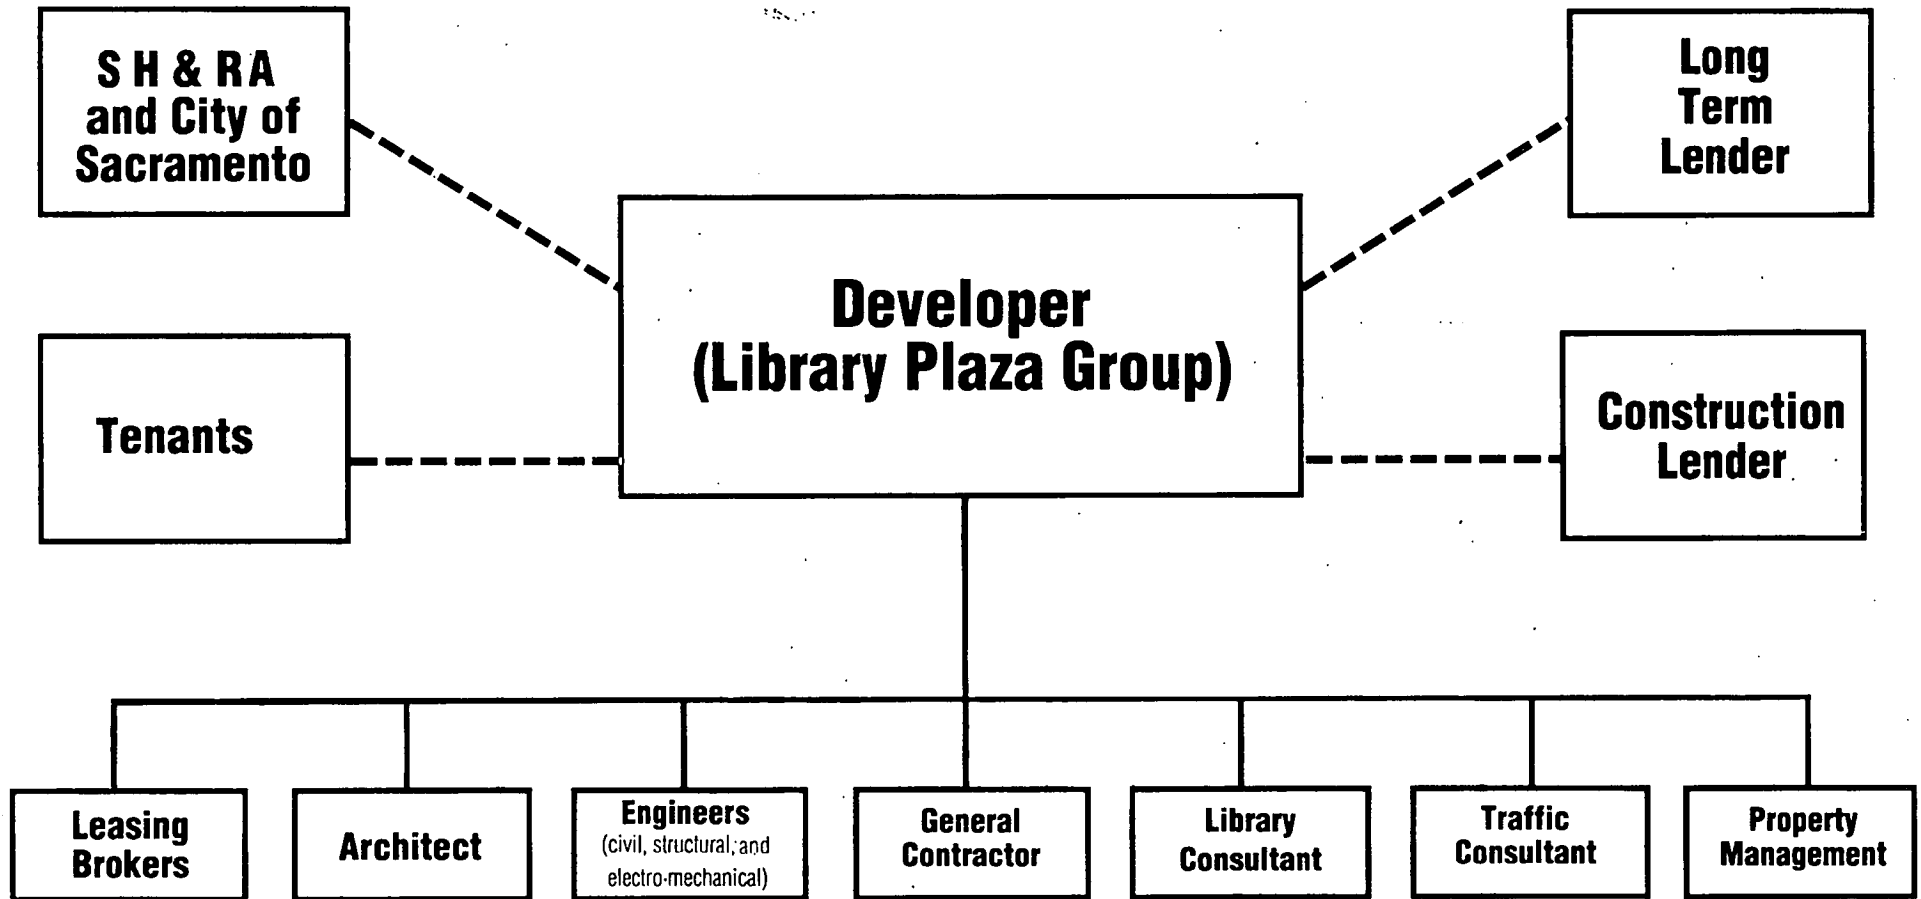 S H & R A
and City of
Sacramento
Long
Term
Lender
Developer
(Library Plaza Group)
Tenants
Construction
Lender
Leasing
Brokers
Architect
Engineers
(civil, structural, and
electro-mechanical)
General
Contractor
Library
Consultant
Traffic
Consultant
Property
Management